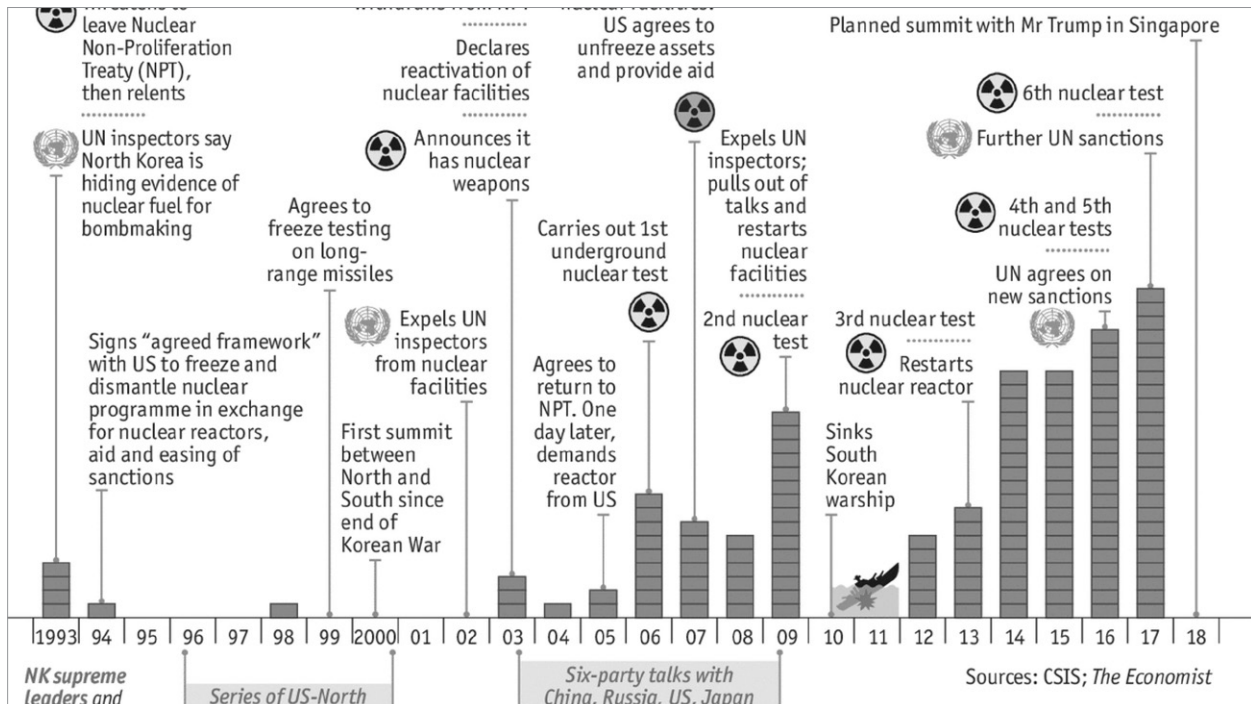 leave Nuclear
Non-Proliferation
Treaty (NPT),
then relents
UN inspectors say
North Korea is
hiding evidence of
nuclear fuel for
bombmaking
Signs “agreed framework”
with US to freeze and
dismantle nuclear
programme in exchange
for nuclear reactors,
aid and easing of
sanctions
Agrees to
freeze testing
on long-
range missiles
First summit
between
North and
South since
end of
Korean War
Expels UN
inspectors
from nuclear
facilities
Declares
reactivation of
nuclear facilities
Announces it
has nuclear
weapons
Agrees to
return to
NPT. One
day later,
demands
reactor
from US
Carries out 1st
underground
nuclear test
US agrees to
unfreeze assets
and provide aid
Expels UN
inspectors;
pulls out of
talks and
restarts
nuclear
facilities
2nd nuclear
test
Sinks
South
Korean
warship
3rd nuclear test
Restarts
nuclear reactor
4th and 5th
nuclear tests
UN agrees on
new sanctions
6th nuclear test
Further UN sanctions
Planned summit with Mr Trump in Singapore
1993 94 95 96 97 98 99 2000 01 02 03 04 05 06 07 08 09 10 11 12 13 14 15 16 17 18
NK supreme
leaders and
Series of US-North
Six-party talks with
China, Russia, US, Japan
Sources: CSIS; The Economist